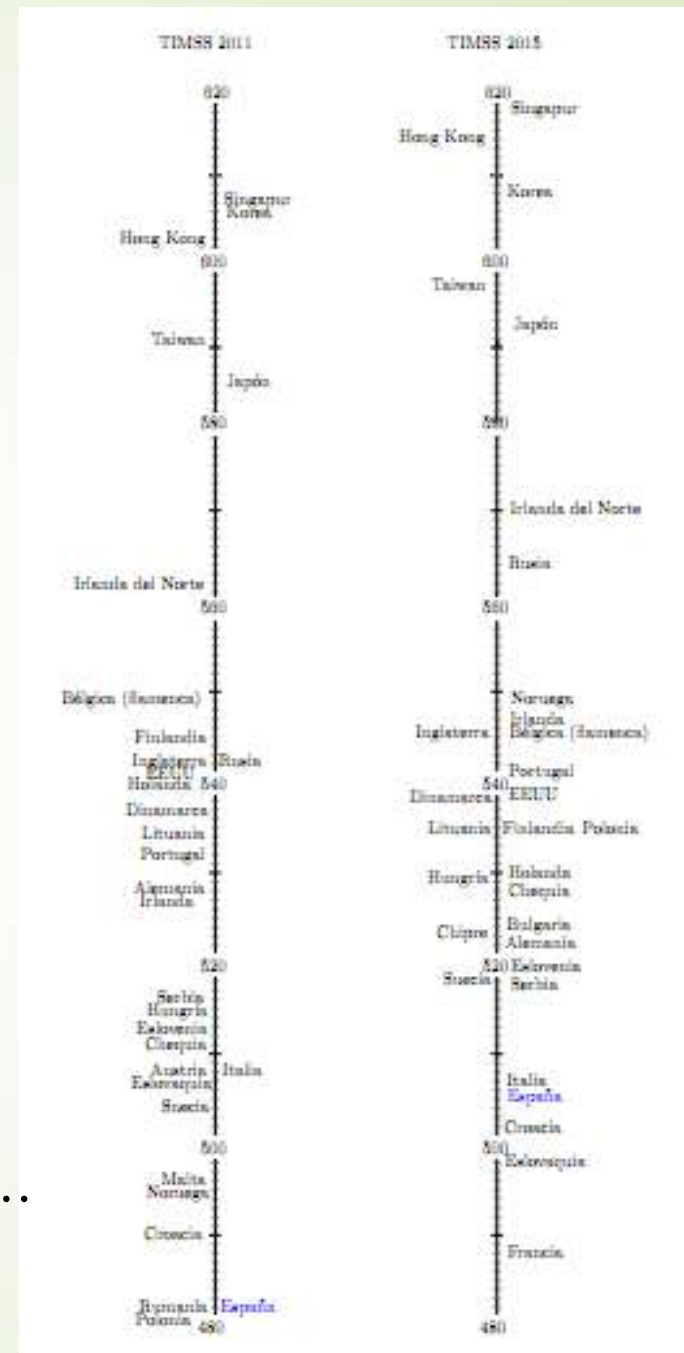 TIMSS 2011
620
Singapur
Korea
Hong Kong
600
Taiwan
Japón
580
Irlanda del Norte
560
Bélgica (flamenca)
Finlandia
Inglaterra Rusia
EEUU
Holanda 540
Dinamarca
Lituania
Portugal
Alemania
Irlanda
520
Serbia
Hungría
Eslovenia
Chequia
Austria Italia
Eslovaquia
Suecia
500
Malta
Noruega
Croacia
Rumanía España
Polonia 480
TIMSS 2015
620
Singapur
Hong Kong
Korea
600
Taiwan
Japón
580
Irlanda del Norte
Rusia
560
Noruega
Irlanda
Inglaterra Bélgica (flamenca)
Portugal
540
Dinamarca EEUU
Lituania Finlandia Polonia
Hungría Holanda
Chequia
Bulgaria
Chipre Alemania
520 Eslovenia
Suecia Serbia
Italia
España
Croacia
500 Eslovaquia
Francia
480
...